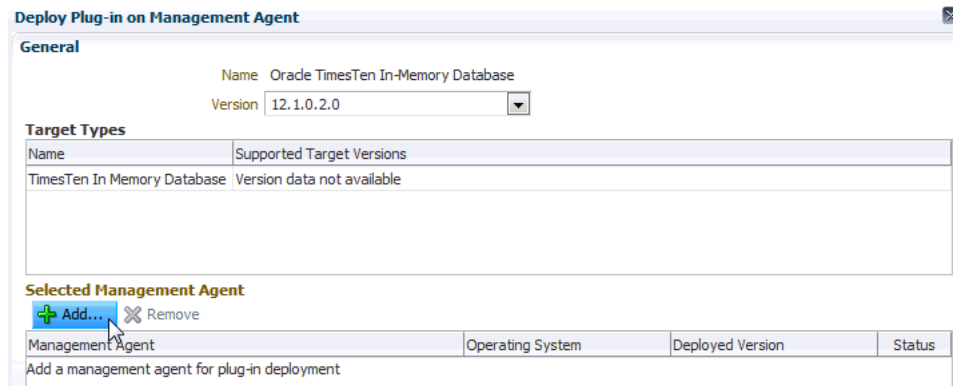 Deploy Plug-in on Management Agent
General
Name Oracle TimesTen In-Memory Database
Version 12.1.0.2.0
Target Types
Name Supported Target Versions
TimesTen In Memory Database Version data not available
Selected Management Agent
Add... Remove
Management Agent Operating System Deployed Version Status
Add a management agent for plug-in deployment